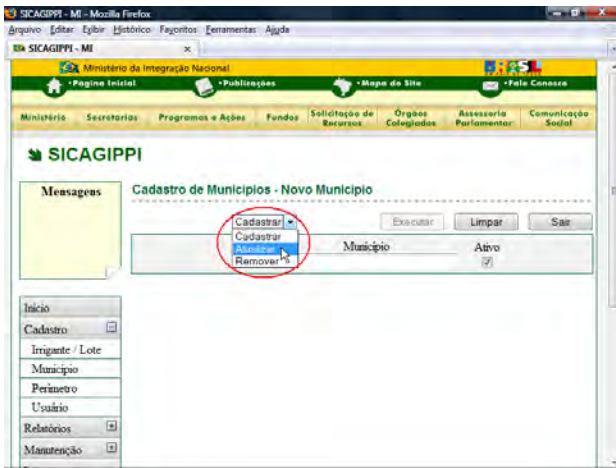 SICAGIPPI - MI - Mozilla Firefox
Arquivo Editar Exibir Histórico Favoritos Ferramentas Ajuda
SICAGIPPI - MI
Ministério da Integração Nacional
•Pagina Inicial •Publicações •Mapa do Site •Fale Conosco
Ministério Secretarias Programas e Ações Fundos Solicitação de Recursos Órgãos Colegiados Assessoria Parlamentar Comunicação Social
SICAGIPPI
Mensagens
Cadastro de Municipios - Novo Municipio
Cadastrar Executar Limpar Sair
Cadastrar
Atualizar
Remover
Município Ativo
Início
Cadastro
Irrigante / Lote
Município
Perímetro
Usuário
Relatórios
Manutenção